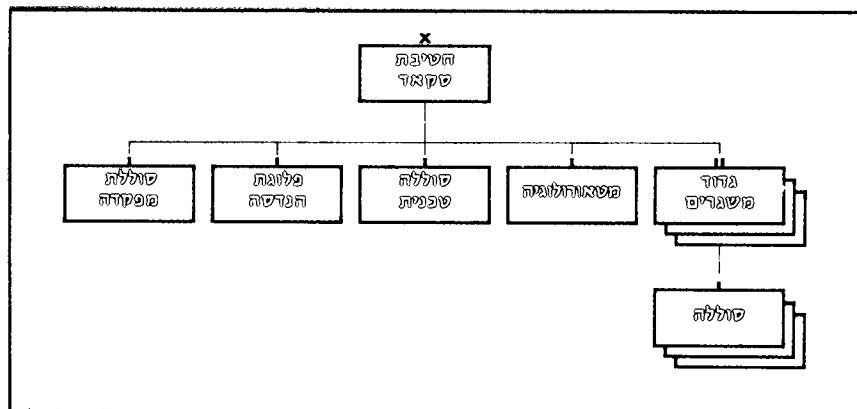 x
חטיבת
סקאד
סוללת
מפקדה
פלוגת
הנדסה
סוללה
טכנית
מטאורולוגיה
גדוד
משגרים
סוללה